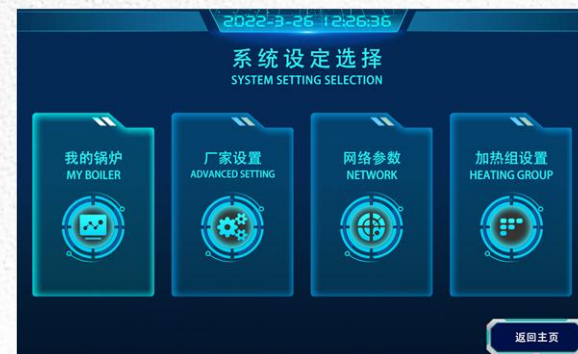 2022-3-26 12:26:36
系统设定选择
SYSTEM SETTING SELECTION
我的锅炉
MY BOILER
厂家设置
ADVANCED SETTING
网络参数
NETWORK
加热组设置
HEATING GROUP
返回主页